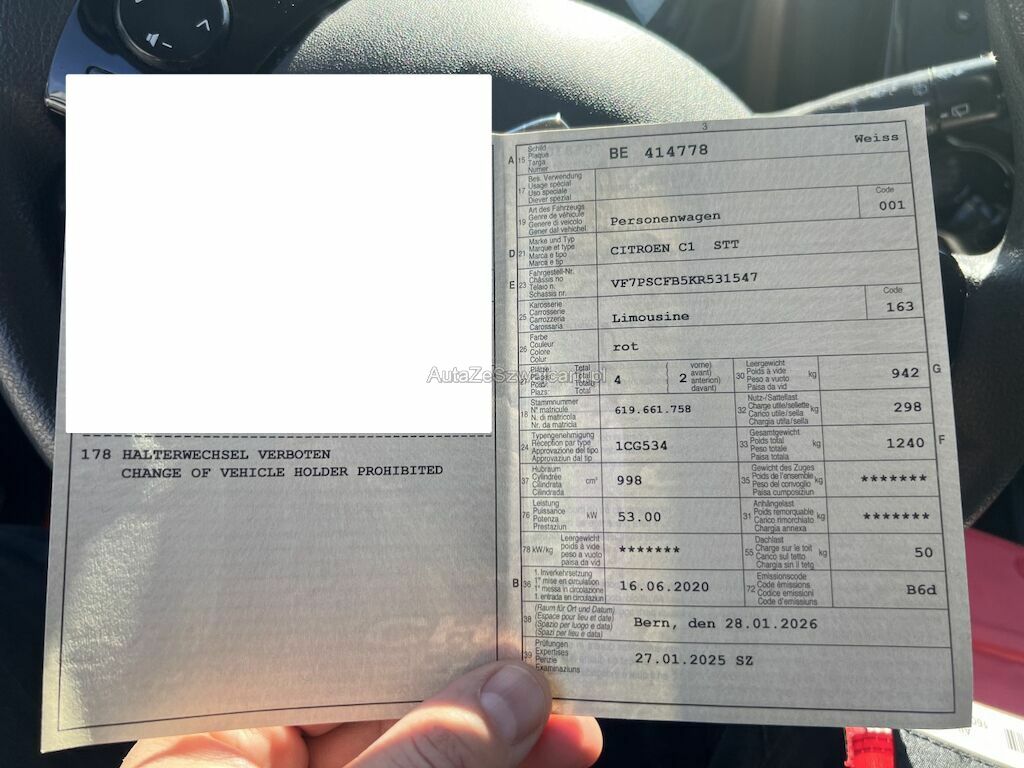 178 HALTERWECHSEL VERBOTEN
CHANGE OF VEHICLE HOLDER PROHIBITED
3
A 15 Schild
Plaque
Targa
Numer
BE 414778
Weiss
17 Bes. Verwendung
Usage spécial
Uso speciale
Diever spezial
19 Art des Fahrzeugs
Genre de véhicule
Genere di veicolo
Gener dal vehichel
Personenwagen
Code
001
D 21 Marke und Typ
Marque et type
Marca e tipo
Marca e tip
CITROEN C1 STT
E 23 Fahrgestell-Nr.
Châssis no
Telaio n.
Schassis nr.
VF7PSCFB5KR531547
25 Karosserie
Carrosserie
Carrozzeria
Carossaria
Limousine
Code
163
26 Farbe
Couleur
Colore
Colur
rot
Total
Total
Totale
Total
4
( vorne)
avant)
( 2 anteriori)
davant)
30 Leergewicht
Poids à vide
Peso a vuoto
Paisa da vid
kg
942
G
18 Stammnummer
N° matricule
N. di matricola
Nr. da matricla
619.661.758
32 Nutz-/Sattellast
Charge utile/sellette
Carico utile/sella
Chargia utila/sella
kg
298
24 Typengenehmigung
Réception par type
Approvazione del tipo
Approvaziun dal tip
1CG534
33 Gesamtgewicht
Poids total
Peso totale
Paisa totala
kg
1240
F
37 Hubraum
Cylindrée
Cilindrata
Cilindrada
cm³
998
35 Gewicht des Zuges
Poids de l'ensemble
Peso del convoglio
Paisa cumposiziun
kg
*******
76 Leistung
Puissance
Potenza
Prestaziun
kW
53.00
31 Anhängelast
Poids remorquable
Carico rimorchiato
Chargia annexa
kg
*******
78 kW/kg
Leergewicht
poids à vide
peso a vuoto
paisa da vid
*******
55 Dachlast
Charge sur le toit
Carico sul tetto
Chargia sin il tetg
kg
50
B 36 1. Inverkehrsetzung
1re mise en circulation
1a messa in circolazione
1. entrada en circulaziun
16.06.2020
72 Emissionscode
Code émissions
Codice emissioni
Code d'emissiuns
B6d
38 (Raum für Ort und Datum)
(Espace pour lieu et date)
(Spazio per luogo e data)
(Spazi per lieu e data)
Bern, den 28.01.2026
39 Prüfungen
Expertises
Perizie
Examinaziuns
27.01.2025 SZ
AutaZeSzwajcarii.pl